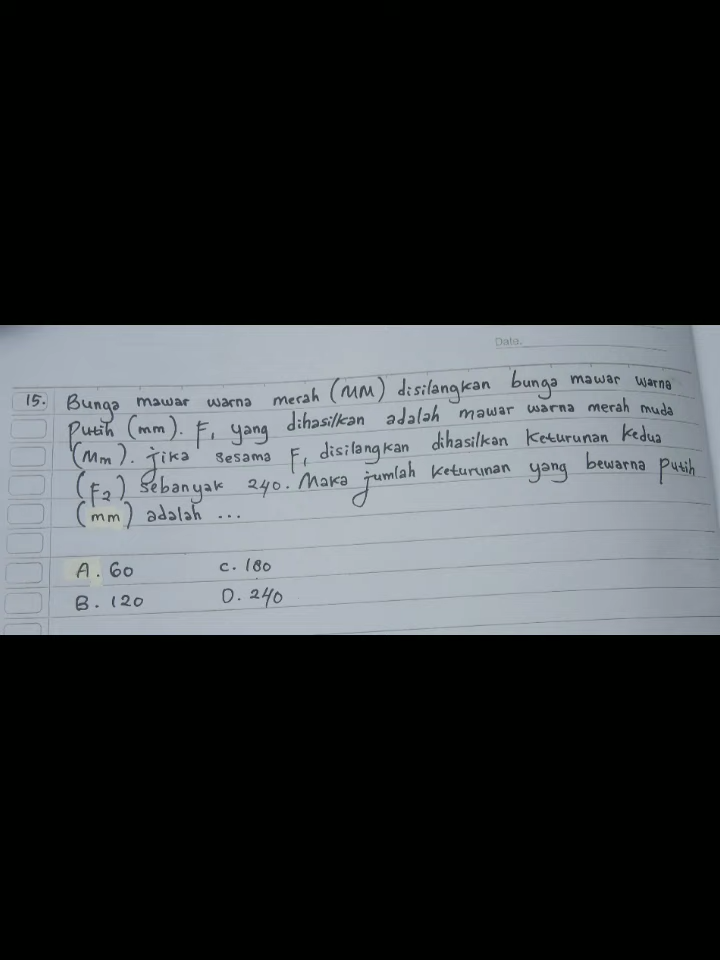 Date.
15. Bunga mawar warna merah (MM) disilangkan bunga mawar warna
Putih (mm). F1 yang dihasilkan adalah mawar warna merah muda
(Mm). jika sesama F1 disilangkan dihasilkan keturunan kedua
(F2) sebanyak 240. Maka jumlah keturunan yang bewarna putih
(mm) adalah ...
A. 60 C. 180
B. 120 D. 240